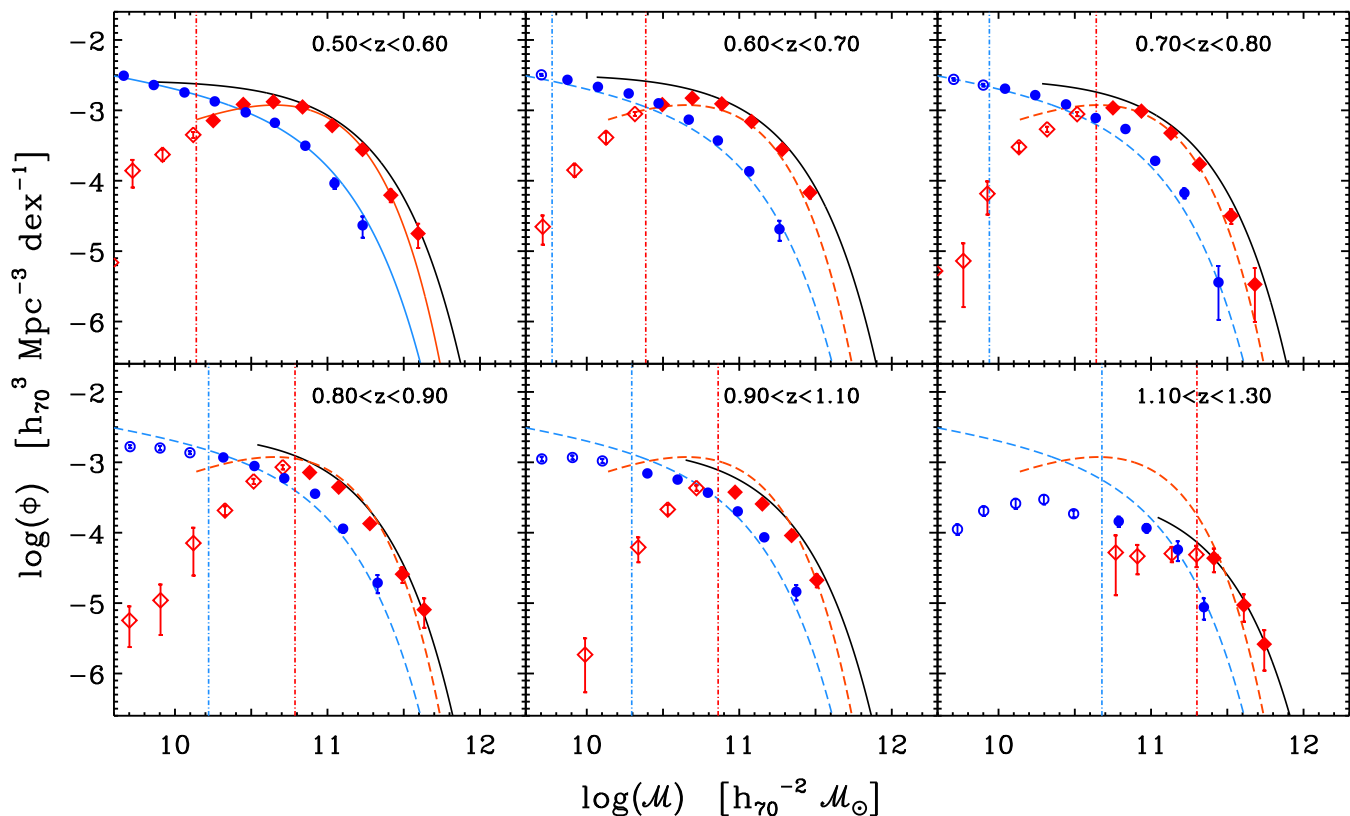 0.50<z<0.60
0.60<z<0.70
0.70<z<0.80
−2
−3
−4
−5
−6
0.80<z<0.90
0.90<z<1.10
1.10<z<1.30
−2
−3
−4
−5
−6
10 11 12
10 11 12
10 11 12
log(ϕ) [h₇₀³ Mpc⁻³ dex⁻¹]
log(ℳ) [h₇₀⁻² ℳ☉]